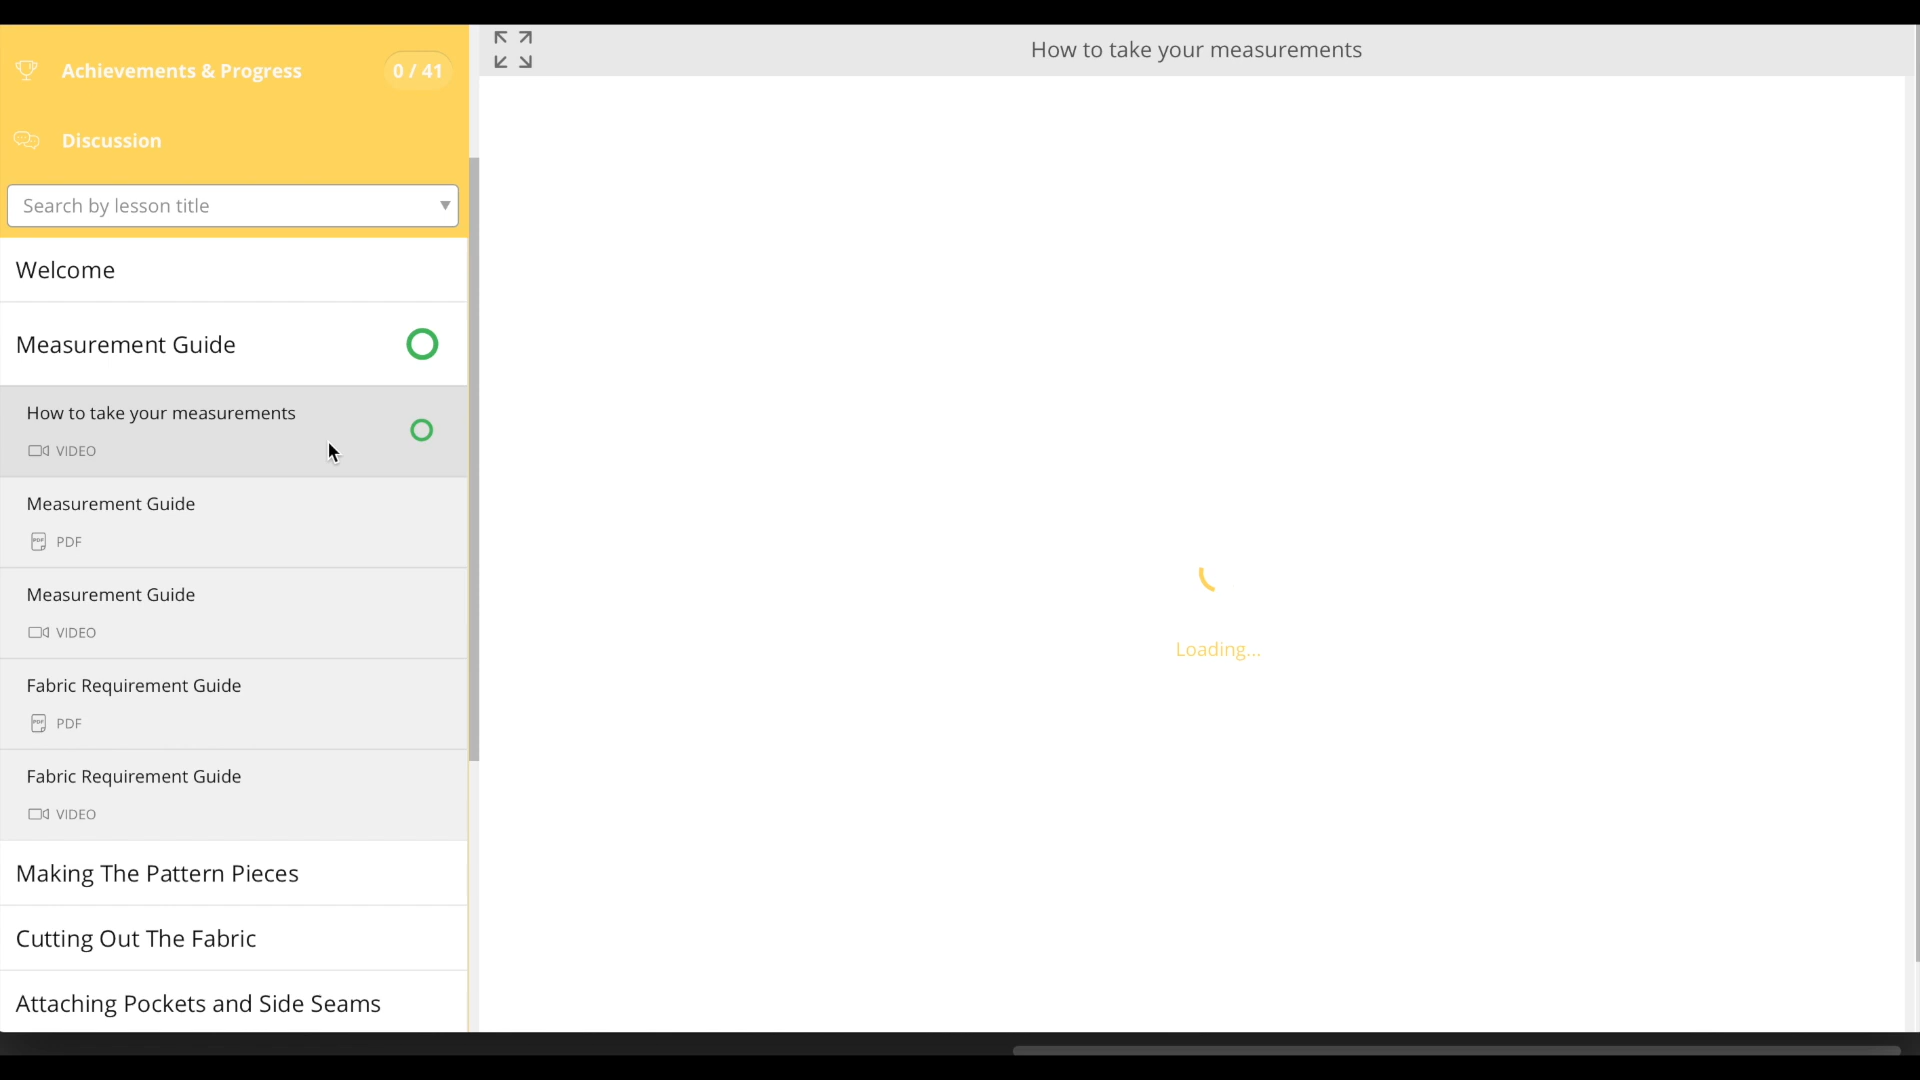 Achievements & Progress
0 / 41
Discussion
Search by lesson title
Welcome
Measurement Guide
How to take your measurements
VIDEO
Measurement Guide
PDF
Measurement Guide
VIDEO
Fabric Requirement Guide
PDF
Fabric Requirement Guide
VIDEO
Making The Pattern Pieces
Cutting Out The Fabric
Attaching Pockets and Side Seams
How to take your measurements
Loading...